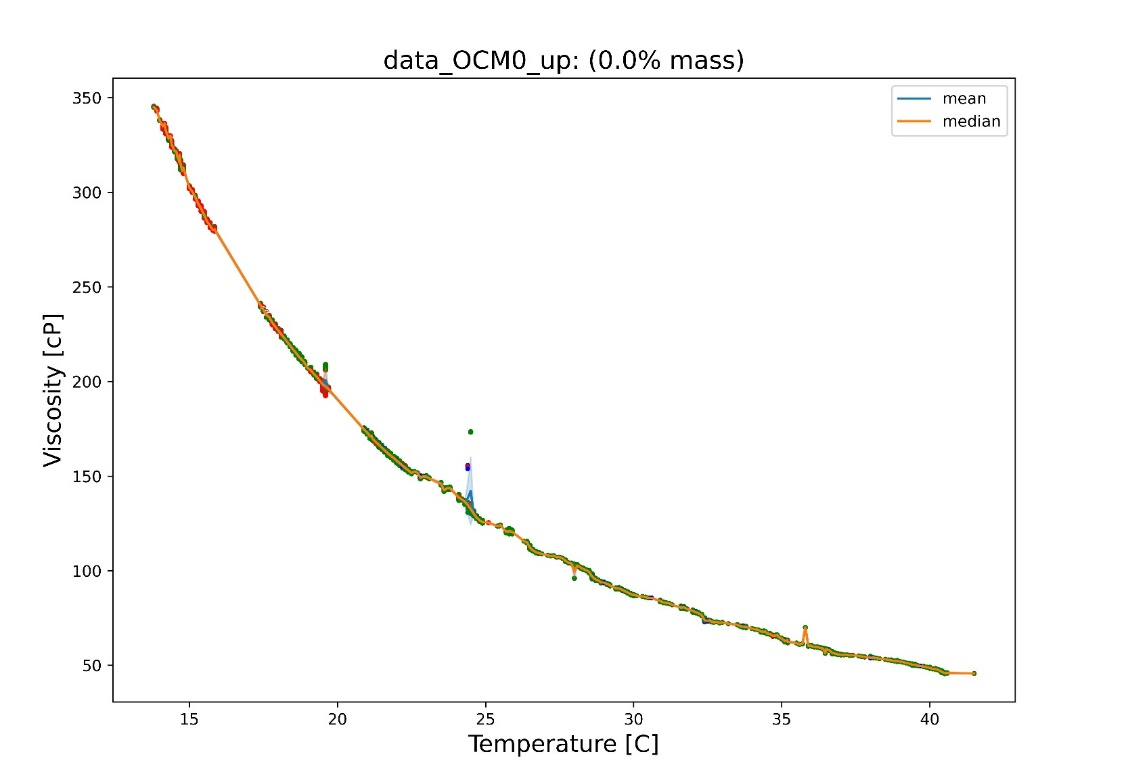 data_OCM0_up: (0.0% mass)
mean
median
350
300
250
200
150
100
50
Viscosity [cP]
15 20 25 30 35 40
Temperature [C]